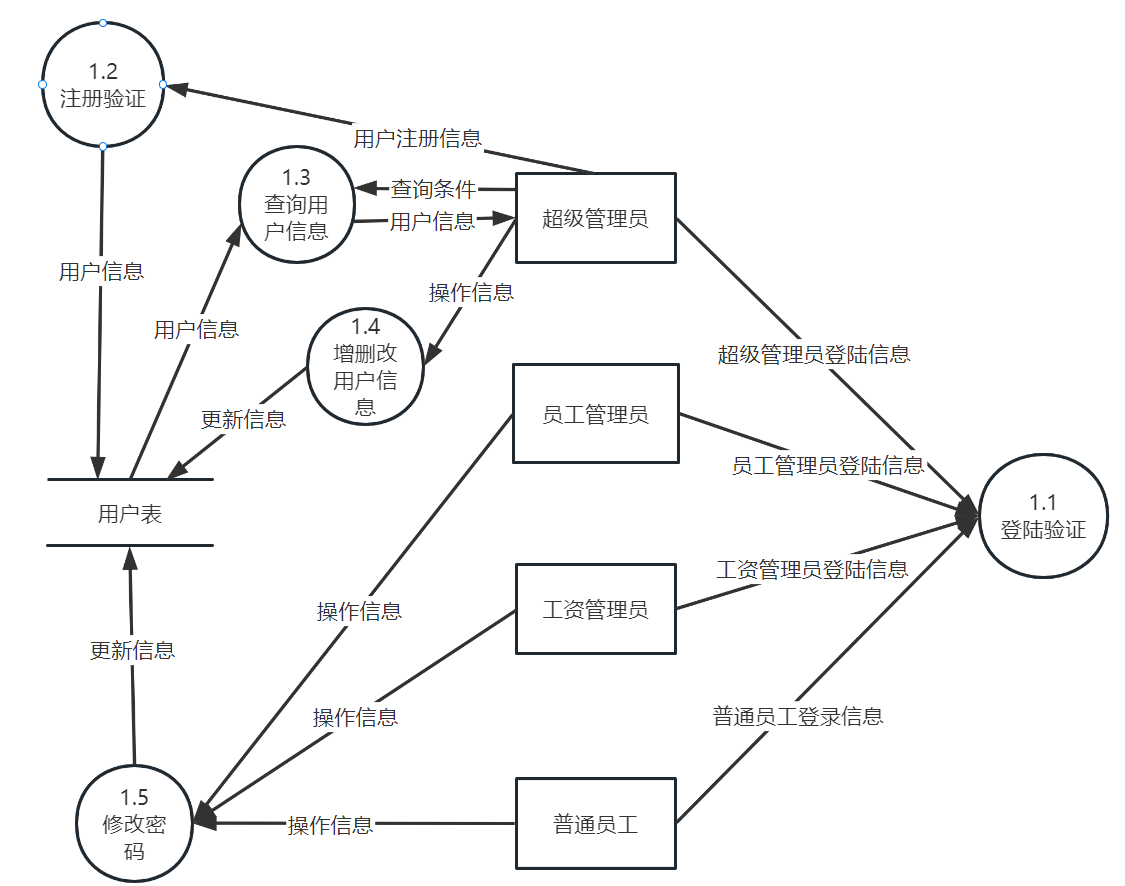 1.2
注册验证
用户注册信息
1.3
查询用
户信息
查询条件
用户信息
超级管理员
用户信息
操作信息
用户信息
1.4
增删改
用户信
息
超级管理员登陆信息
更新信息
员工管理员
员工管理员登陆信息
用户表
1.1
登陆验证
工资管理员登陆信息
操作信息
工资管理员
更新信息
操作信息
普通员工登录信息
1.5
修改密
码
操作信息
普通员工